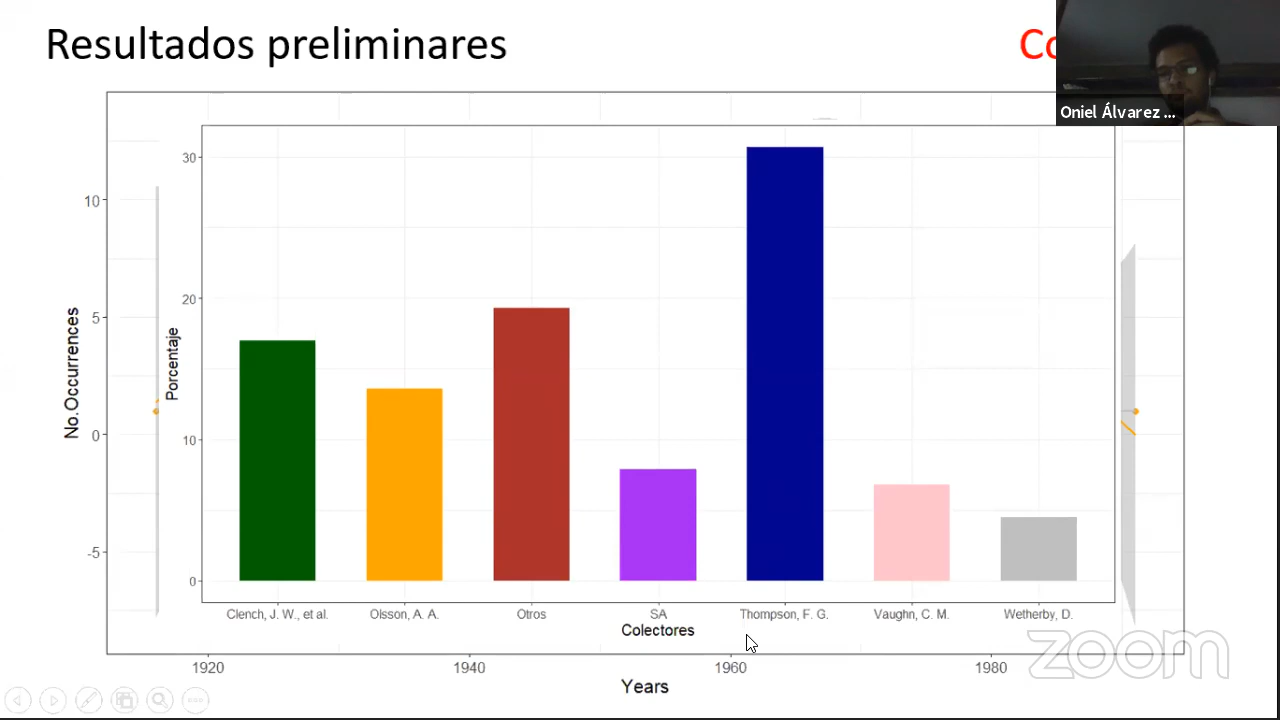 Resultados preliminares
Co
Oniel Álvarez ...
30
20
10
0
Porcentaje
Clench, J. W., et al.
Olsson, A. A.
Otros
SA
Thompson, F. G.
Vaughn, C. M.
Wetherby, D.
Colectores
10
5
0
-5
No.Occurrences
1920
1940
1960
1980
Years
zoom